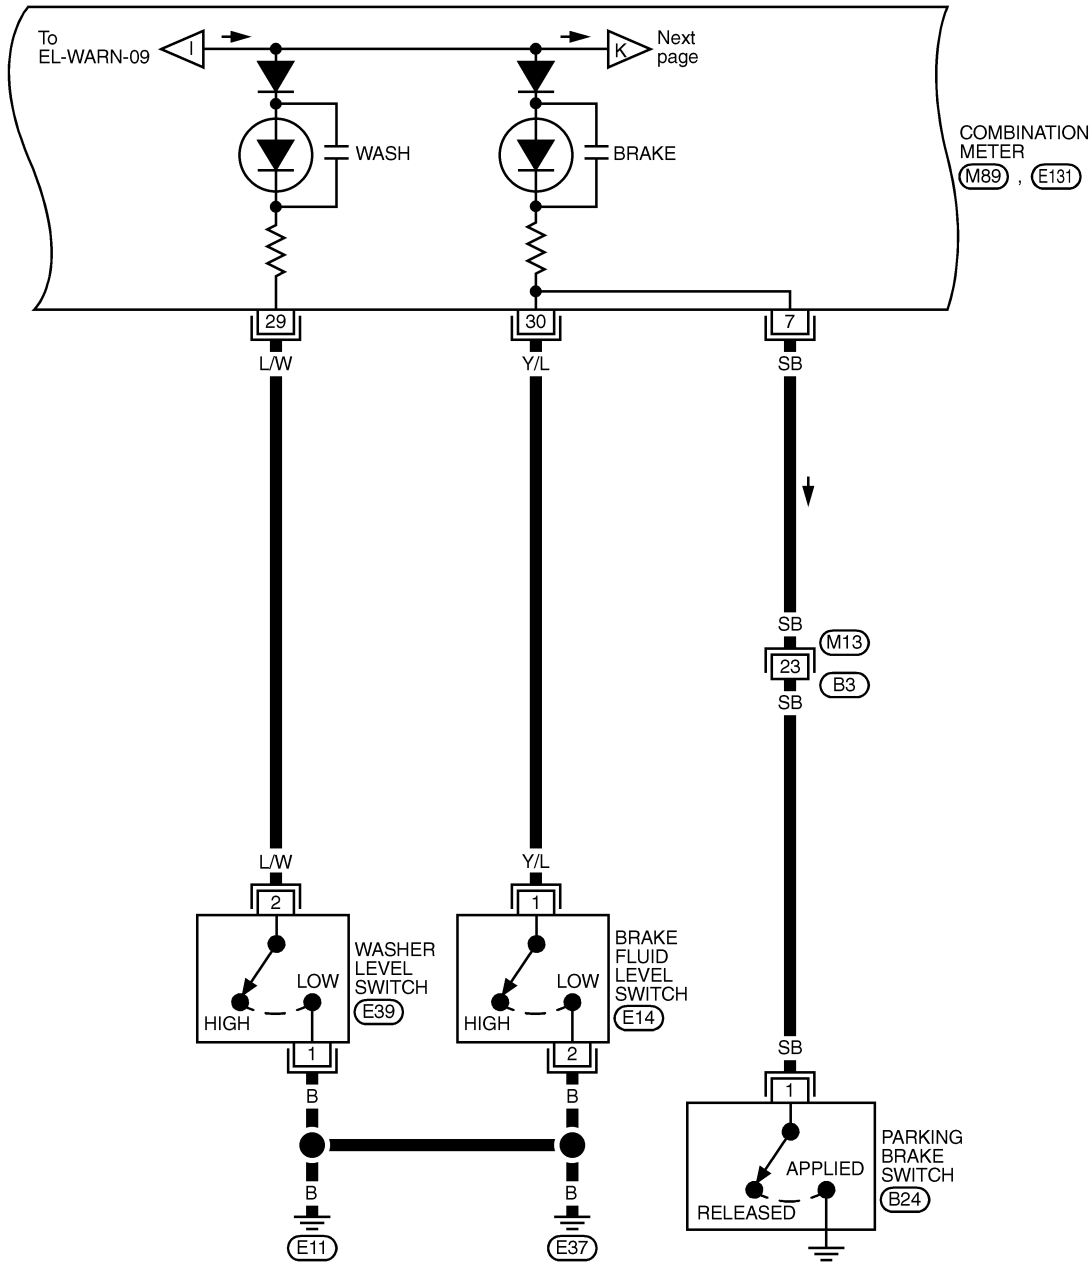 To
EL-WARN-09
I
K
Next
page
WASH
BRAKE
COMBINATION
METER
M89 , E131
29
30
7
L/W
Y/L
SB
SB
M13
23
B3
SB
L/W
Y/L
2
1
WASHER
LEVEL
SWITCH
E39
LOW
HIGH
BRAKE
FLUID
LEVEL
SWITCH
E14
LOW
HIGH
1
2
SB
1
B
B
PARKING
BRAKE
SWITCH
B24
APPLIED
RELEASED
B
B
E11
E37